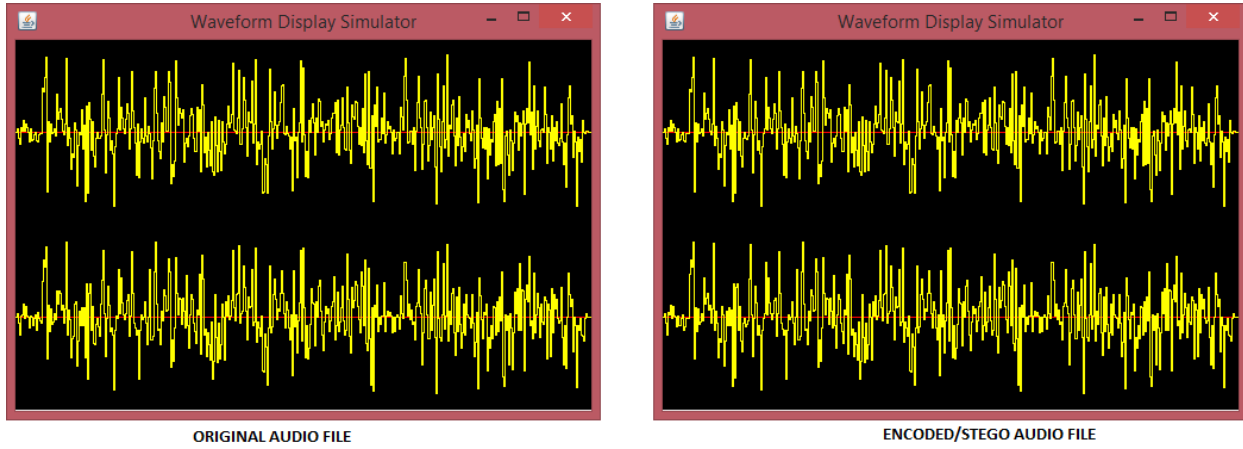 Waveform Display Simulator
Waveform Display Simulator
ORIGINAL AUDIO FILE
ENCODED/STEGO AUDIO FILE